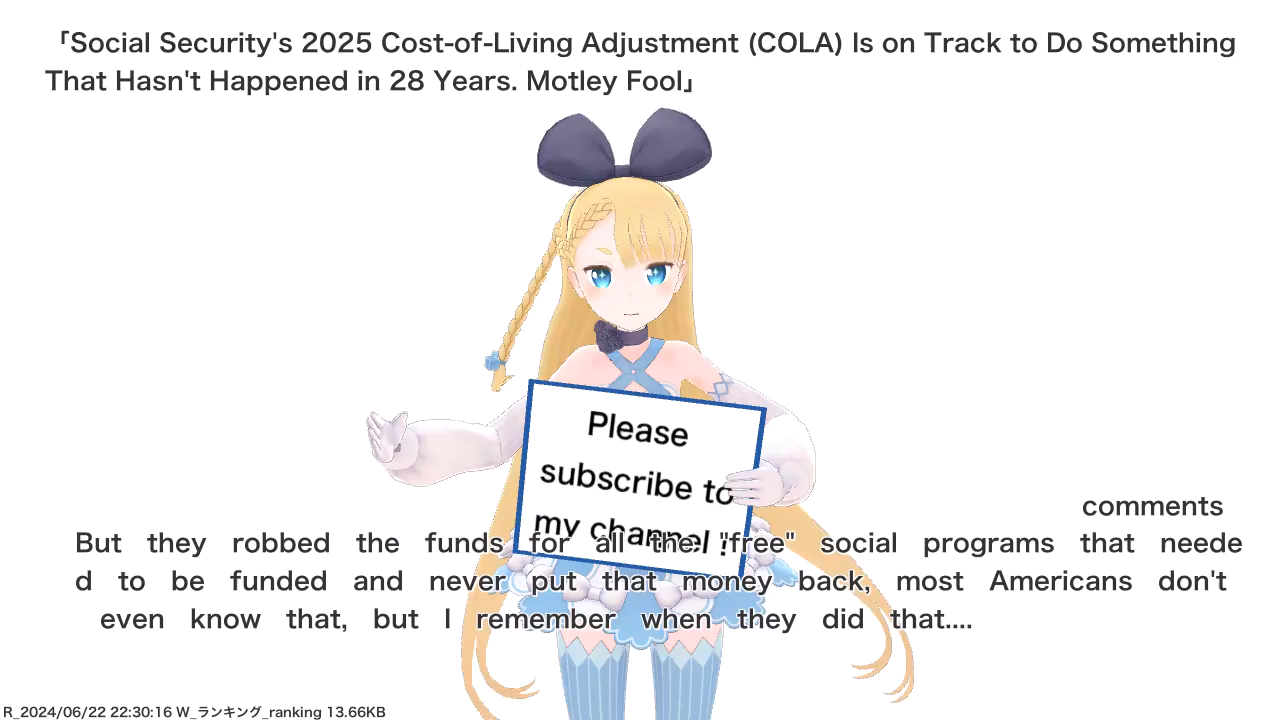 「Social Security's 2025 Cost-of-Living Adjustment (COLA) Is on Track to Do Something
That Hasn't Happened in 28 Years. Motley Fool」
Please
subscribe to
my channel !
comments
But they robbed the funds for all the "free" social programs that neede
d to be funded and never put that money back, most Americans don't
even know that, but I remember when they did that....
R_2024/06/22 22:30:16 W_ランキング_ranking 13.66KB